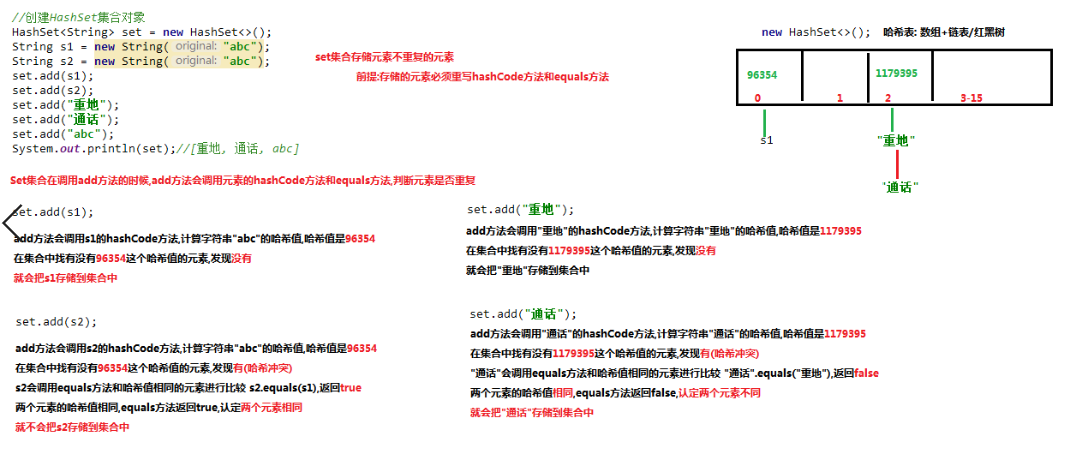 //创建HashSet集合对象
HashSet<String> set = new HashSet<>();
String s1 = new String( original: "abc");
String s2 = new String( original: "abc");
set.add(s1);
set.add(s2);
set.add("重地");
set.add("通话");
set.add("abc");
System.out.println(set);//[重地, 通话, abc]
set集合存储元素不重复的元素
前提:存储的元素必须重写hashCode方法和equals方法
new HashSet<>(); 哈希表: 数组+链表/红黑树
96354
1179395
0
1
2
3-15
s1
"重地"
"通话"
Set集合在调用add方法的时候,add方法会调用元素的hashCode方法和equals方法,判断元素是否重复
set.add(s1);
add方法会调用s1的hashCode方法,计算字符串"abc"的哈希值,哈希值是96354
在集合中找有没有96354这个哈希值的元素,发现没有
就会把s1存储到集合中
set.add("重地");
add方法会调用"重地"的hashCode方法,计算字符串"重地"的哈希值,哈希值是1179395
在集合中找有没有1179395这个哈希值的元素,发现没有
就会把"重地"存储到集合中
set.add(s2);
add方法会调用s2的hashCode方法,计算字符串"abc"的哈希值,哈希值是96354
在集合中找有没有96354这个哈希值的元素,发现有(哈希冲突)
s2会调用equals方法和哈希值相同的元素进行比较 s2.equals(s1),返回true
两个元素的哈希值相同,equals方法返回true,认定两个元素相同
就不会把s2存储到集合中
set.add("通话");
add方法会调用"通话"的hashCode方法,计算字符串"通话"的哈希值,哈希值是1179395
在集合中找有没有1179395这个哈希值的元素,发现有(哈希冲突)
"通话"会调用equals方法和哈希值相同的元素进行比较 "通话".equals("重地"),返回false
两个元素的哈希值相同,equals方法返回false,认定两个元素不同
就会把"通话"存储到集合中